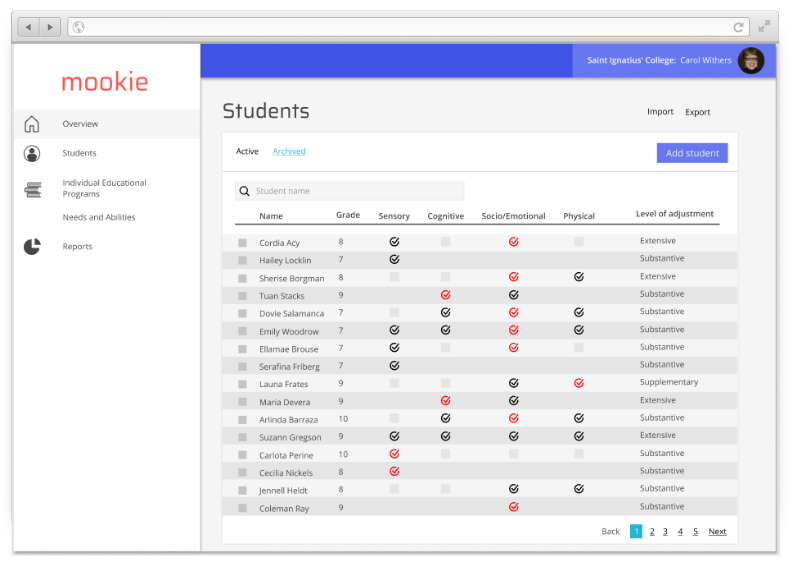 Saint Ignatius' College: Carol Withers
mookie
Overview
Students
Individual Educational
Programs
Needs and Abilities
Reports
Students
Import Export
Active Archived
Add student
Student name
Name Grade Sensory Cognitive Socio/Emotional Physical Level of adjustment
Cordia Acy 8 Extensive
Hailey Locklin 7 Substantive
Sherise Borgman 8 Extensive
Tuan Stacks 9 Substantive
Dovie Salamanca 7 Substantive
Emily Woodrow 7 Substantive
Ellamae Brouse 7 Substantive
Serafina Friberg 7 Substantive
Launa Frates 9 Supplementary
Maria Devera 9 Extensive
Arlinda Barraza 10 Substantive
Suzann Gregson 9 Extensive
Carlota Perine 10 Substantive
Cecilia Nickels 8 Substantive
Jennell Heldt 8 Substantive
Coleman Ray 9 Substantive
Back 1 2 3 4 5 Next